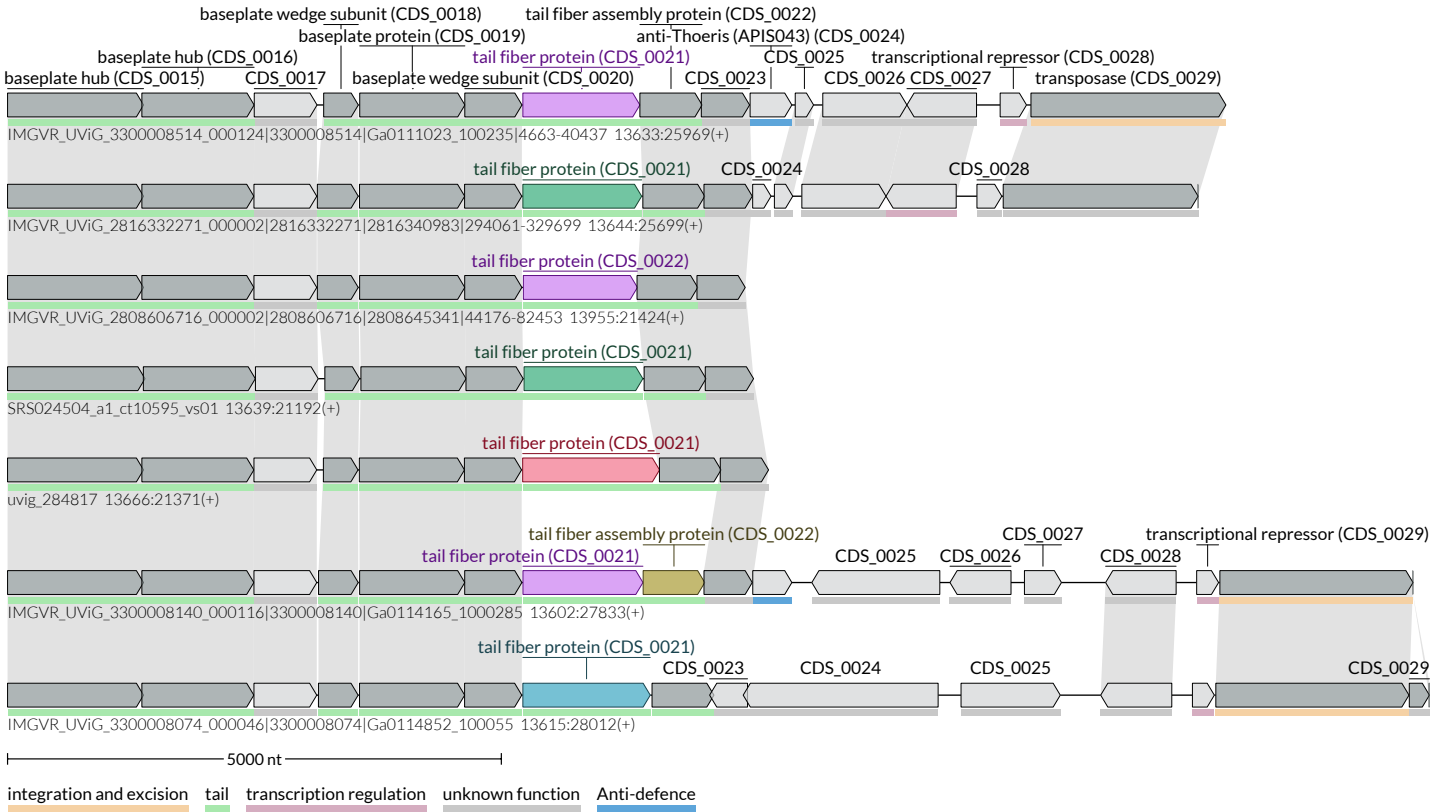 baseplate wedge subunit (CDS_0018) tail fiber assembly protein (CDS_0022)
baseplate protein (CDS_0019) anti-Thoeris (APIS043) (CDS_0024)
baseplate hub (CDS_0016) tail fiber protein (CDS_0021) CDS_0025 transcriptional repressor (CDS_0028)
baseplate hub (CDS_0015) CDS_0017 baseplate wedge subunit (CDS_0020) CDS_0023 CDS_0026 CDS_0027 transposase (CDS_0029)
IMGVR_UViG_3300008514_000124|3300008514|Ga0111023_100235|4663-40437 13633:25969(+)
tail fiber protein (CDS_0021) CDS_0024 CDS_0028
IMGVR_UViG_2816332271_000002|2816332271|2816340983|294061-329699 13644:25699(+)
tail fiber protein (CDS_0022)
IMGVR_UViG_2808606716_000002|2808606716|2808645341|44176-82453 13955:21424(+)
tail fiber protein (CDS_0021)
SRS024504_a1_ct10595_vs01 13639:21192(+)
tail fiber protein (CDS_0021)
uvig_284817 13666:21371(+)
tail fiber assembly protein (CDS_0022) CDS_0027 transcriptional repressor (CDS_0029)
tail fiber protein (CDS_0021) CDS_0025 CDS_0026 CDS_0028
IMGVR_UViG_3300008140_000116|3300008140|Ga0114165_1000285 13602:27833(+)
tail fiber protein (CDS_0021)
CDS_0023 CDS_0024 CDS_0025 CDS_0029
IMGVR_UViG_3300008074_000046|3300008074|Ga0114852_100055 13615:28012(+)
5000 nt
integration and excision tail transcription regulation unknown function Anti-defence